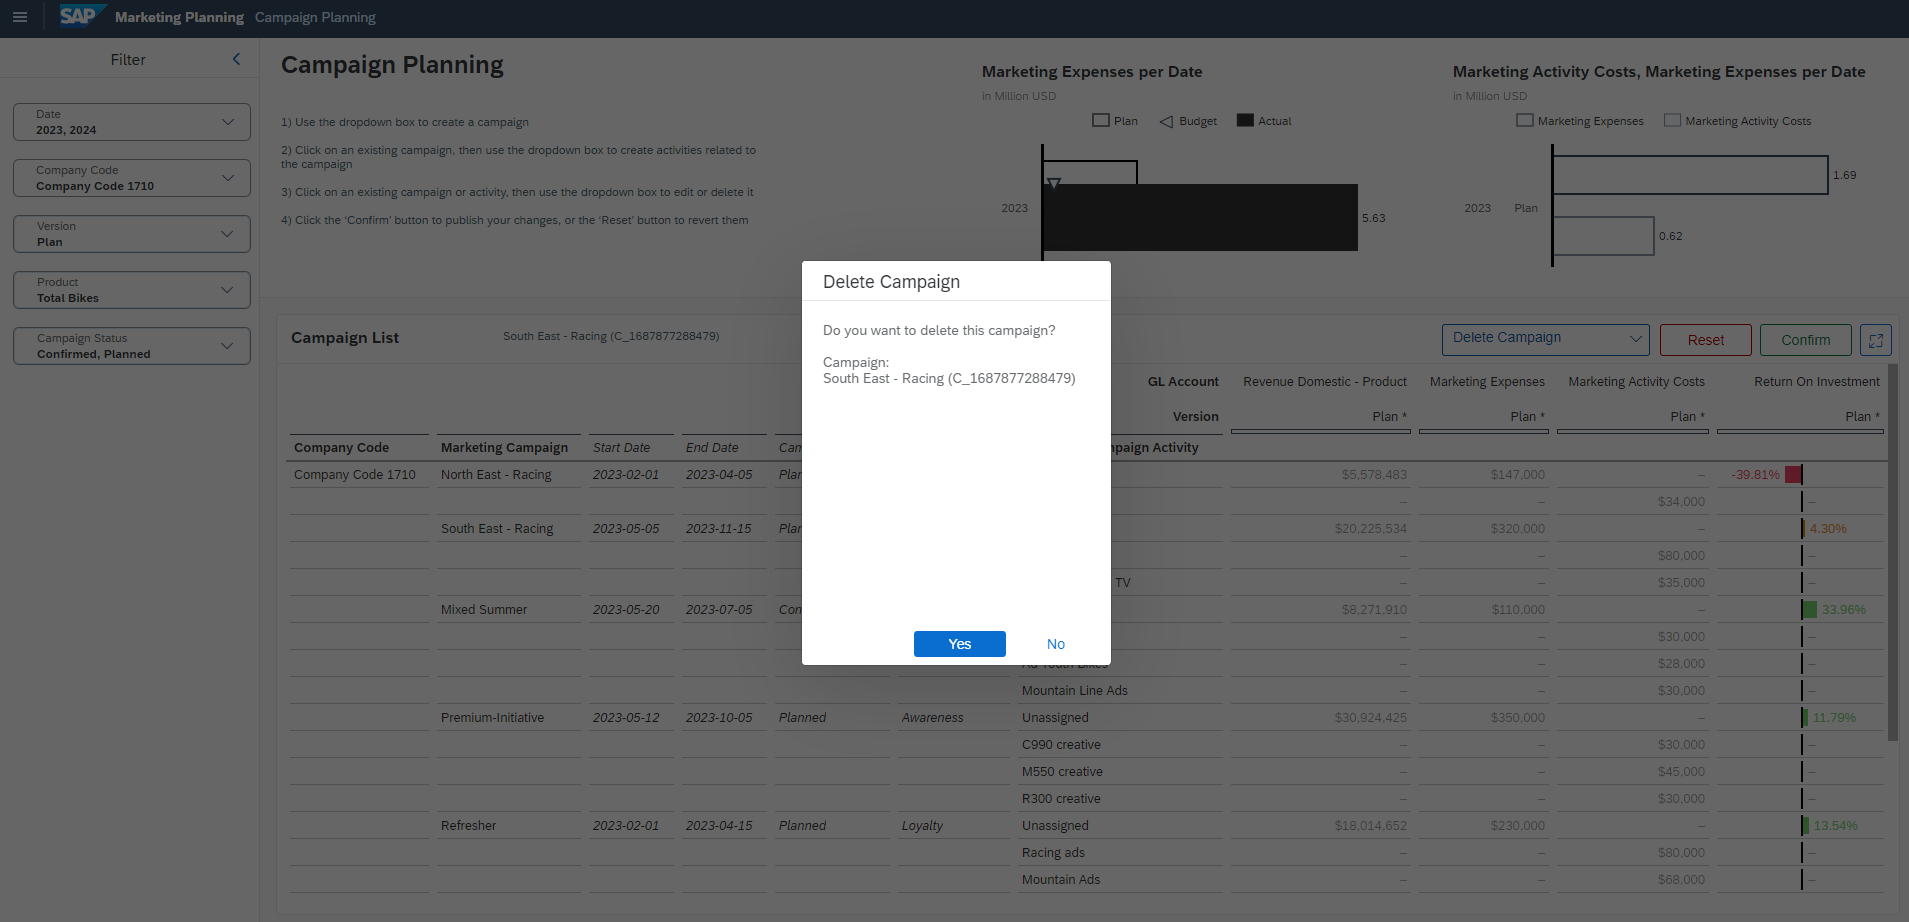 SAP Marketing Planning Campaign Planning
Filter
Date
2023, 2024
Company Code
Company Code 1710
Version
Plan
Product
Total Bikes
Campaign Status
Confirmed, Planned
Campaign Planning
1) Use the dropdown box to create a campaign
2) Click on an existing campaign, then use the dropdown box to create activities related to
the campaign
3) Click on an existing campaign or activity, then use the dropdown box to edit or delete it
4) Click the ‘Confirm’ button to publish your changes, or the ‘Reset’ button to revert them
Marketing Expenses per Date
in Million USD
Plan Budget Actual
2023
5.63
Marketing Activity Costs, Marketing Expenses per Date
in Million USD
Marketing Expenses Marketing Activity Costs
1.69
2023 Plan
0.62
Campaign List South East - Racing (C_1687877288479) Delete Campaign Reset Confirm
Delete Campaign
Do you want to delete this campaign?
Campaign:
South East - Racing (C_1687877288479)
Yes No
GL Account Revenue Domestic - Product Marketing Expenses Marketing Activity Costs Return On Investment
Version Plan * Plan * Plan * Plan *
Company Code Marketing Campaign Start Date End Date Can paign Activity
Company Code 1710 North East - Racing 2023-02-01 2023-04-05 Plan $5,578,483 $147,000 – -39.81%
– – $34,000 –
South East - Racing 2023-05-05 2023-11-15 Plan $20,225,534 $320,000 – 4.30%
– – $80,000 –
TV – – $35,000 –
Mixed Summer 2023-05-20 2023-07-05 Con $8,271,910 $110,000 – 33.96%
– – $30,000 –
Ad Youth Bikes – – $28,000 –
Mountain Line Ads – – $30,000 –
Premium-Initiative 2023-05-12 2023-10-05 Planned Awareness Unassigned $30,924,425 $350,000 – 11.79%
C990 creative – – $30,000 –
M550 creative – – $45,000 –
R300 creative – – $30,000 –
Refresher 2023-02-01 2023-04-15 Planned Loyalty Unassigned $18,014,652 $230,000 – 13.54%
Racing ads – – $80,000 –
Mountain Ads – – $68,000 –